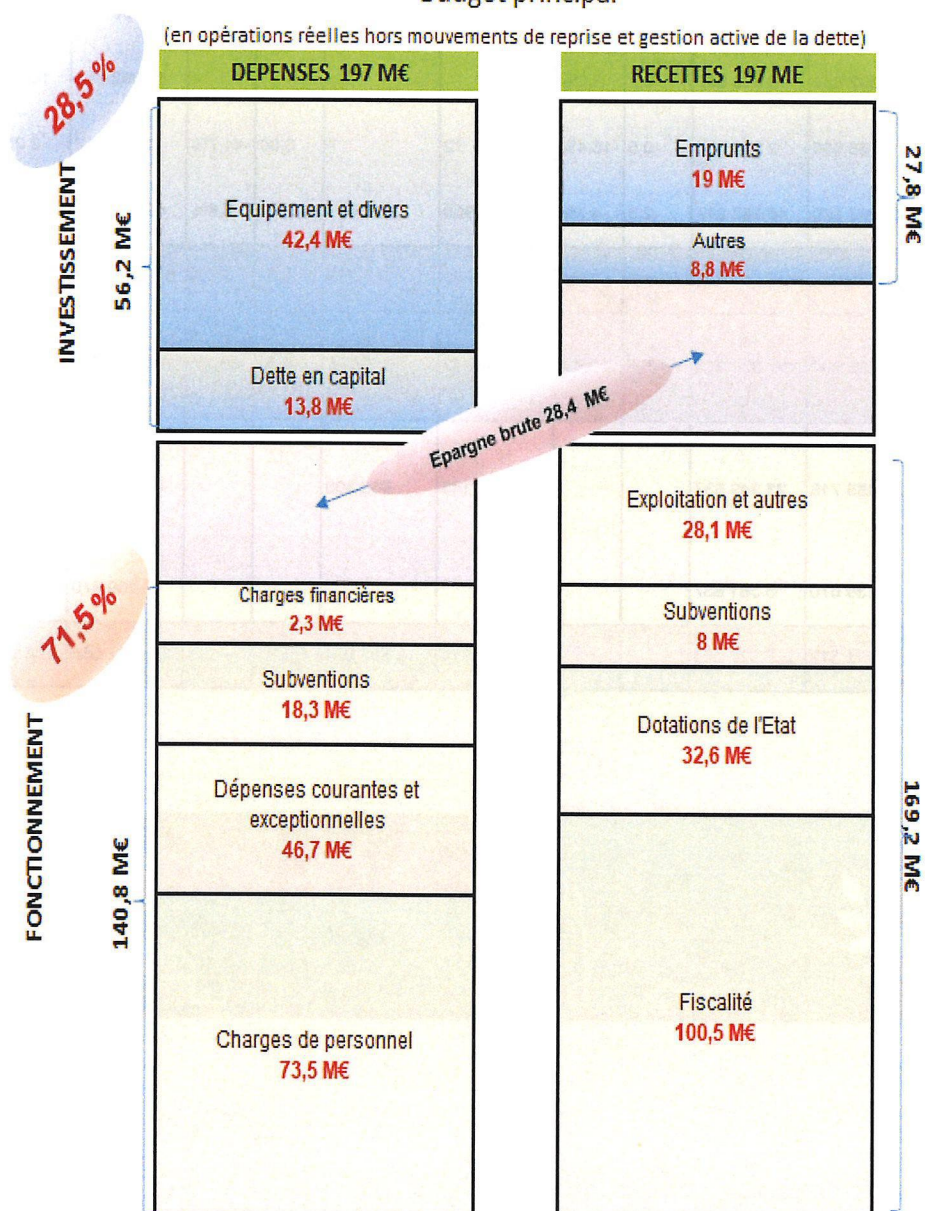 (en opérations réelles hors mouvements de reprise et gestion active de la dette)
DEPENSES 197 M€
RECETTES 197 ME
28,5 %
INVESTISSEMENT
56,2 M€
Equipement et divers
42,4 M€
Dette en capital
13,8 M€
Emprunts
19 M€
Autres
8,8 M€
27,8 M€
Epargne brute 28,4 M€
71,5 %
FONCTIONNEMENT
140,8 M€
Charges financières
2,3 M€
Subventions
18,3 M€
Dépenses courantes et
exceptionnelles
46,7 M€
Charges de personnel
73,5 M€
Exploitation et autres
28,1 M€
Subventions
8 M€
Dotations de l'Etat
32,6 M€
Fiscalité
100,5 M€
169,2 M€